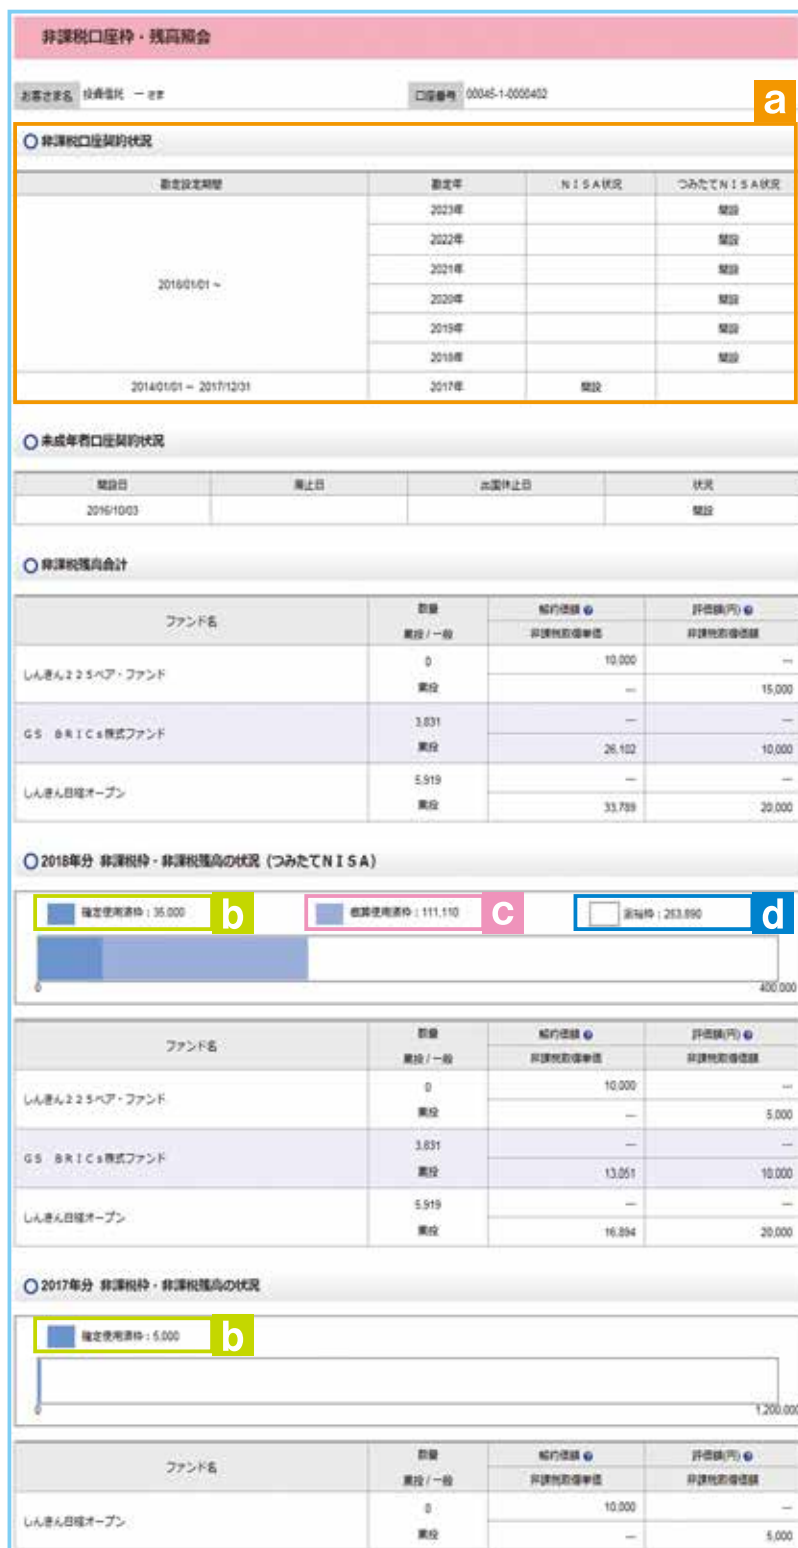 非課税口座枠・残高照会
お客さま名 投資信託 一 さま 口座番号 00045-1-0000402
a
非課税口座契約状況
勘定設定期間 勘定年 NISA状況 つみたてNISA状況
2023年 開設
2022年 開設
2021年 開設
2018/01/01 ~
2020年 開設
2019年 開設
2018年 開設
2014/01/01 ~ 2017/12/31 2017年 開設
未成年者口座契約状況
開設日 廃止日 出国休止日 状況
2016/10/03 開設
非課税残高合計
ファンド名 数量 解約価額 評価額(円)
累投/一般 非課税取得単価 非課税取得価額
しんきん225ベア・ファンド 0 10,000 ---
累投 --- 15,000
GS BRICs株式ファンド 3,831 --- ---
累投 26,102 10,000
しんきん日経オープン 5,919 --- ---
累投 33,789 20,000
2018年分 非課税枠・非課税残高の状況 (つみたてNISA)
確定使用済枠 : 35,000 b 概算使用済枠 : 111,110 c 余裕枠 : 253,890 d
0 400,000
ファンド名 数量 解約価額 評価額(円)
累投/一般 非課税取得単価 非課税取得価額
しんきん225ベア・ファンド 0 10,000 ---
累投 --- 5,000
GS BRICs株式ファンド 3,831 --- ---
累投 13,051 10,000
しんきん日経オープン 5,919 --- ---
累投 16,894 20,000
2017年分 非課税枠・非課税残高の状況
確定使用済枠 : 5,000 b
0 1,200,000
ファンド名 数量 解約価額 評価額(円)
累投/一般 非課税取得単価 非課税取得価額
しんきん日経オープン 0 10,000 ---
累投 --- 5,000